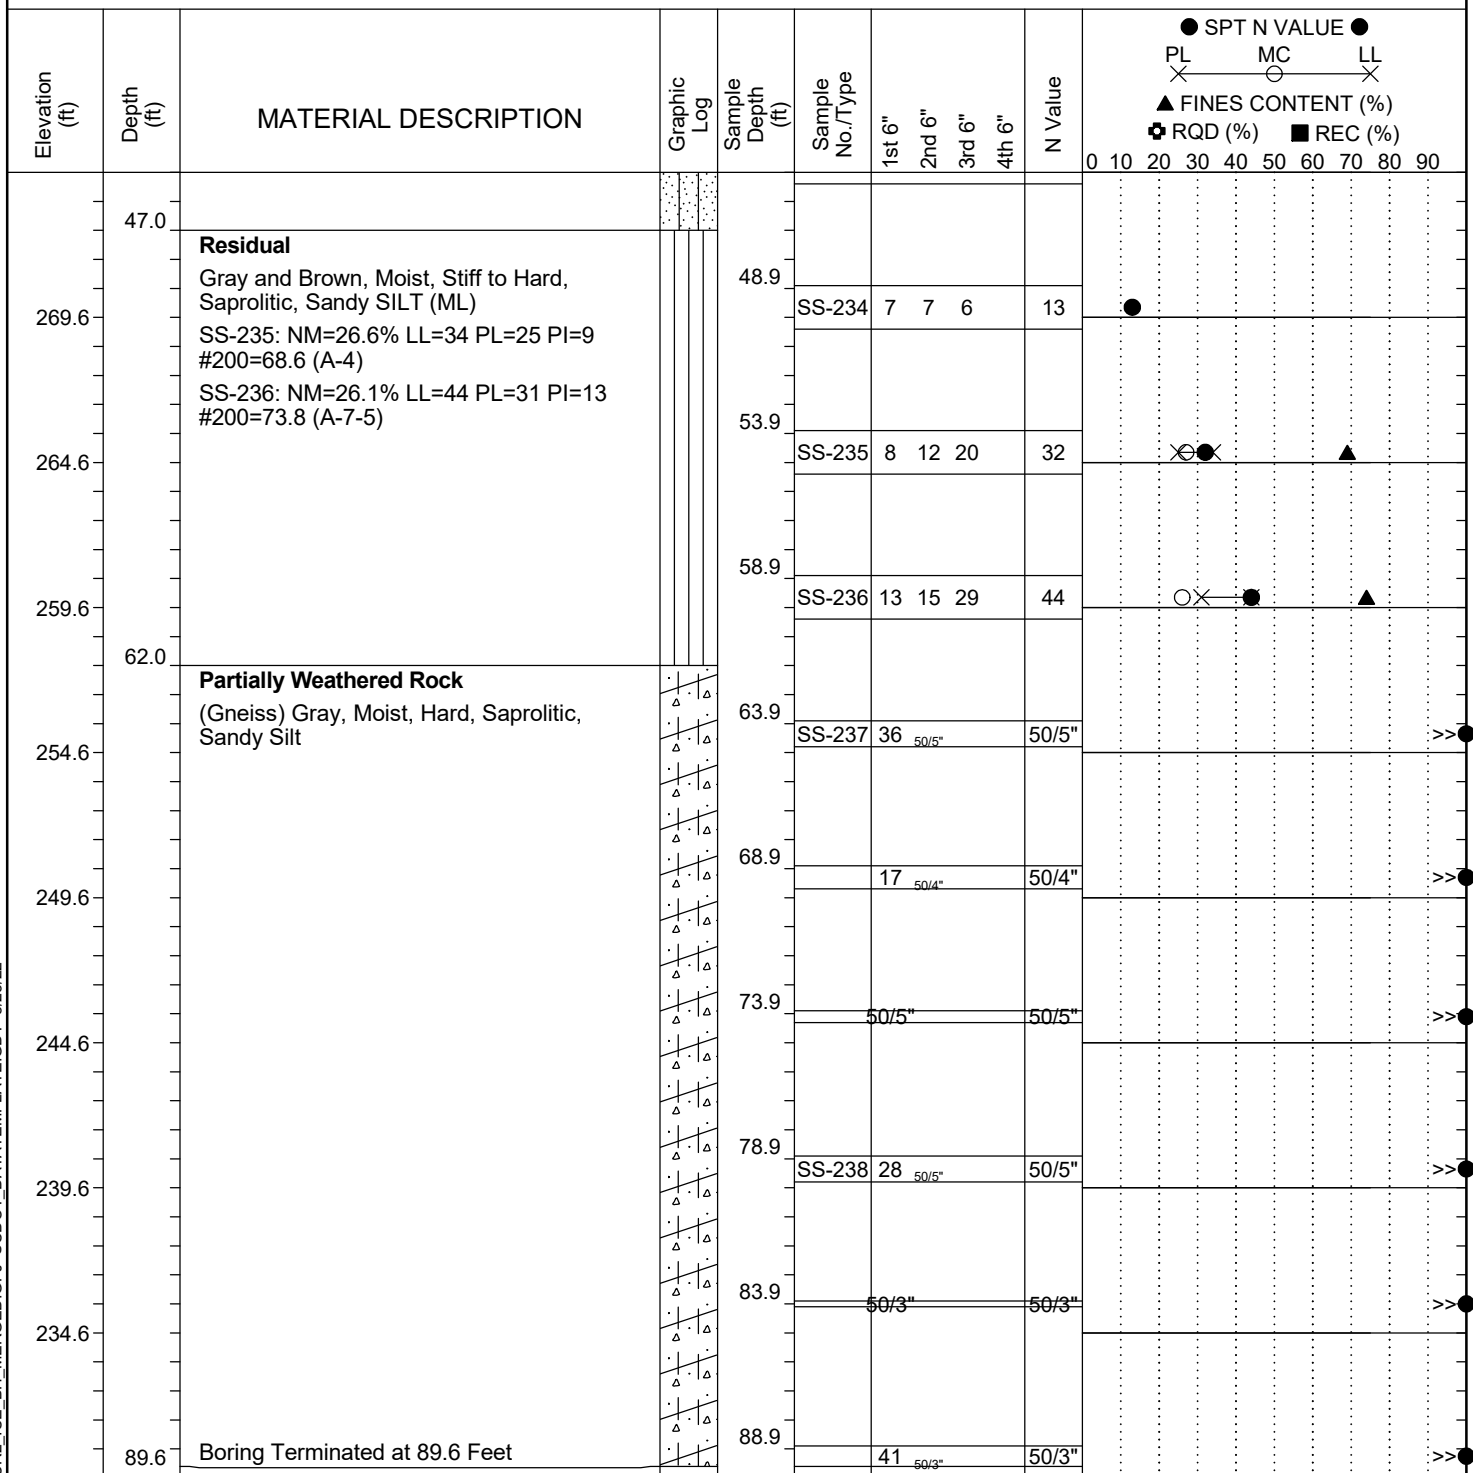 Elevation (ft)
Depth (ft)
MATERIAL DESCRIPTION
Graphic Log
Sample Depth (ft)
Sample No./Type
1st 6"
2nd 6"
3rd 6"
4th 6"
N Value
SPT N VALUE
PL MC LL
FINES CONTENT (%)
RQD (%) REC (%)
0 10 20 30 40 50 60 70 80 90
47.0
Residual
Gray and Brown, Moist, Stiff to Hard,
Saprolitic, Sandy SILT (ML)
48.9
SS-234 7 7 6 13
269.6
SS-235: NM=26.6% LL=34 PL=25 PI=9
#200=68.6 (A-4)
SS-236: NM=26.1% LL=44 PL=31 PI=13
#200=73.8 (A-7-5)
53.9
SS-235 8 12 20 32
264.6
58.9
SS-236 13 15 29 44
259.6
62.0
Partially Weathered Rock
(Gneiss) Gray, Moist, Hard, Saprolitic,
Sandy Silt
63.9
SS-237 36 50/5" 50/5" >>
254.6
68.9
17 50/4" 50/4" >>
249.6
73.9
50/5" 50/5" >>
244.6
78.9
SS-238 28 50/5" 50/5" >>
239.6
83.9
50/3" 50/3" >>
234.6
88.9
89.6 Boring Terminated at 89.6 Feet
41 50/3" 50/3" >>